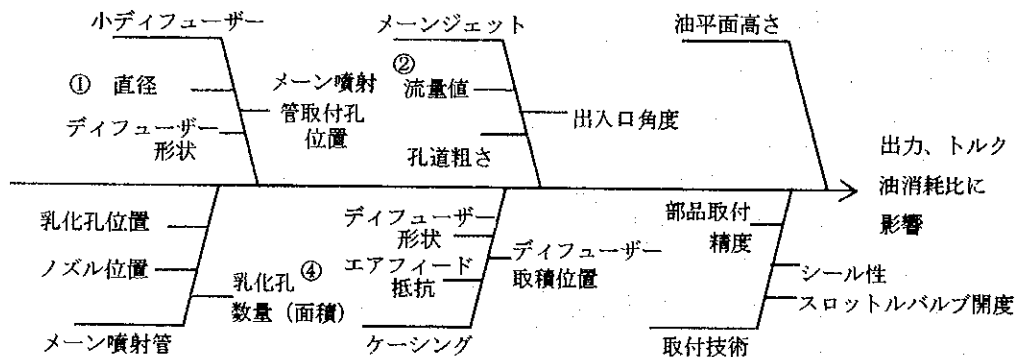 小ディフューザー
メーンジェット
油平面高さ
① 直径
メーン噴射
管取付孔
位置
ディフューザー
形状
②
流量値
出入口角度
孔道粗さ
出力、トルク
油消耗比に
影響
乳化孔位置
ノズル位置
乳化孔④
数量(面積)
メーン噴射管
ディフューザー
形状
エアフィード
抵抗
ディフューザー
取積位置
ケーシング
部品取付
精度
シール性
スロットルバルブ開度
取付技術